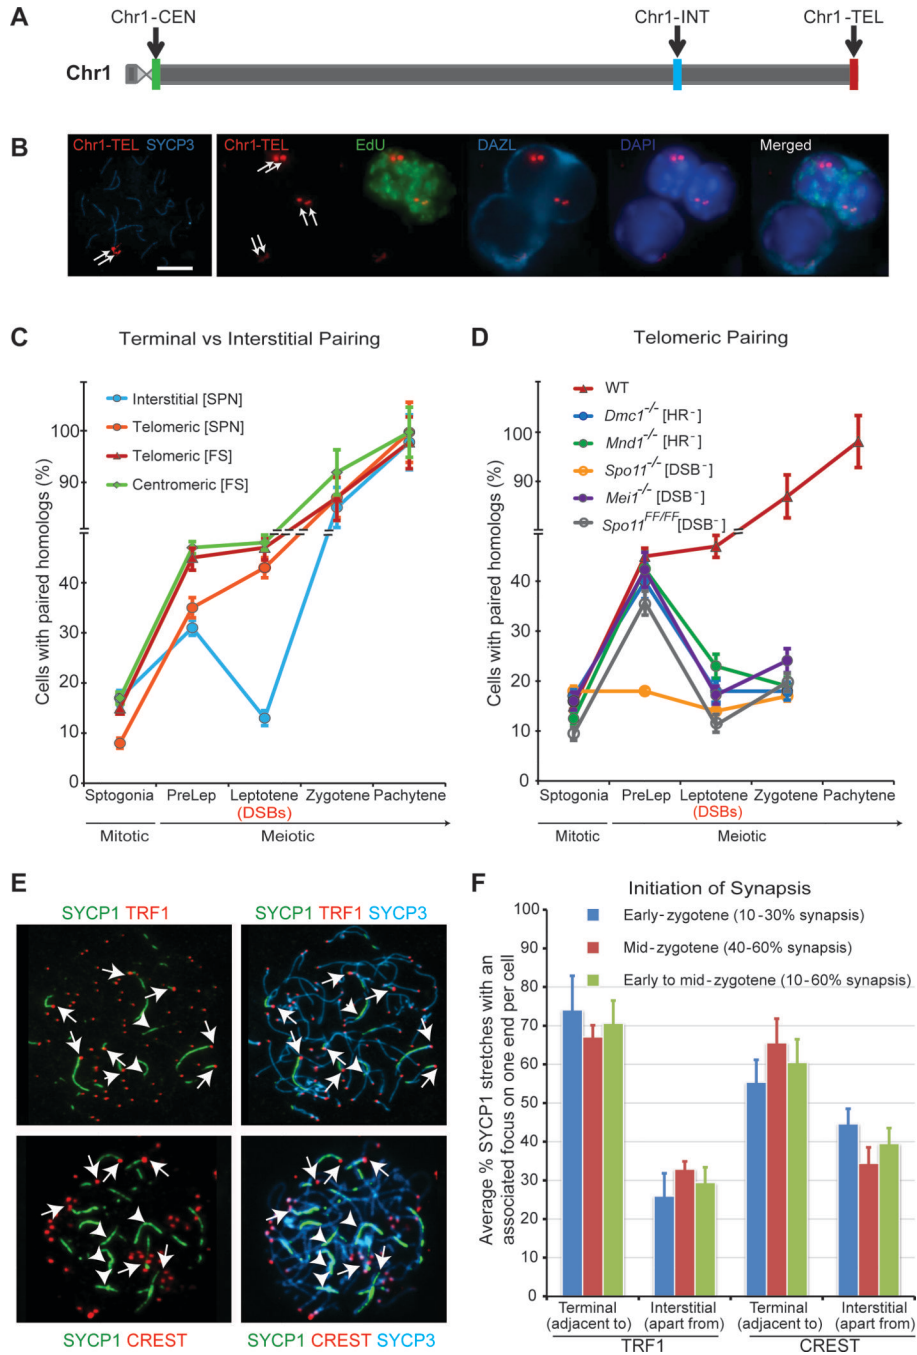 A
Chr1-CEN
Chr1-INT
Chr1 -TEL
Chr1
B
Chr1-TEL SYCP3
Chr1-TEL
EdU
DAZL
DAPI
Merged
C
Terminal vs Interstitial Pairing
Cells with paired homologs (%)
Interstitial [SPN]
Telomeric [SPN]
Telomeric [FS]
Centromeric [FS]
100
90
40
30
20
10
0
Sptogonia
PreLep
Leptotene
(DSBs)
Zygotene
Pachytene
Mitotic
Meiotic
D
Telomeric Pairing
Cells with paired homologs (%)
WT
Dmc1-/- [HR-]
Mnd1-/- [HR-]
Spo11-/- [DSB-]
Mei1-/- [DSB-]
Spo11FF/FF[DSB-]
100
90
40
30
20
10
0
Sptogonia
PreLep
Leptotene
(DSBs)
Zygotene
Pachytene
Mitotic
Meiotic
E
SYCP1 TRF1
SYCP1 TRF1 SYCP3
SYCP1 CREST
SYCP1 CREST SYCP3
F
Initiation of Synapsis
Average % SYCP1 stretches with an
associated focus on one end per cell
Early-zygotene (10-30% synapsis)
Mid-zygotene (40-60% synapsis)
Early to mid-zygotene (10-60% synapsis)
100
90
80
70
60
50
40
30
20
10
0
Terminal
(adjacent to)
Interstitial
(apart from)
Terminal
(adjacent to)
Interstitial
(apart from)
TRF1
CREST